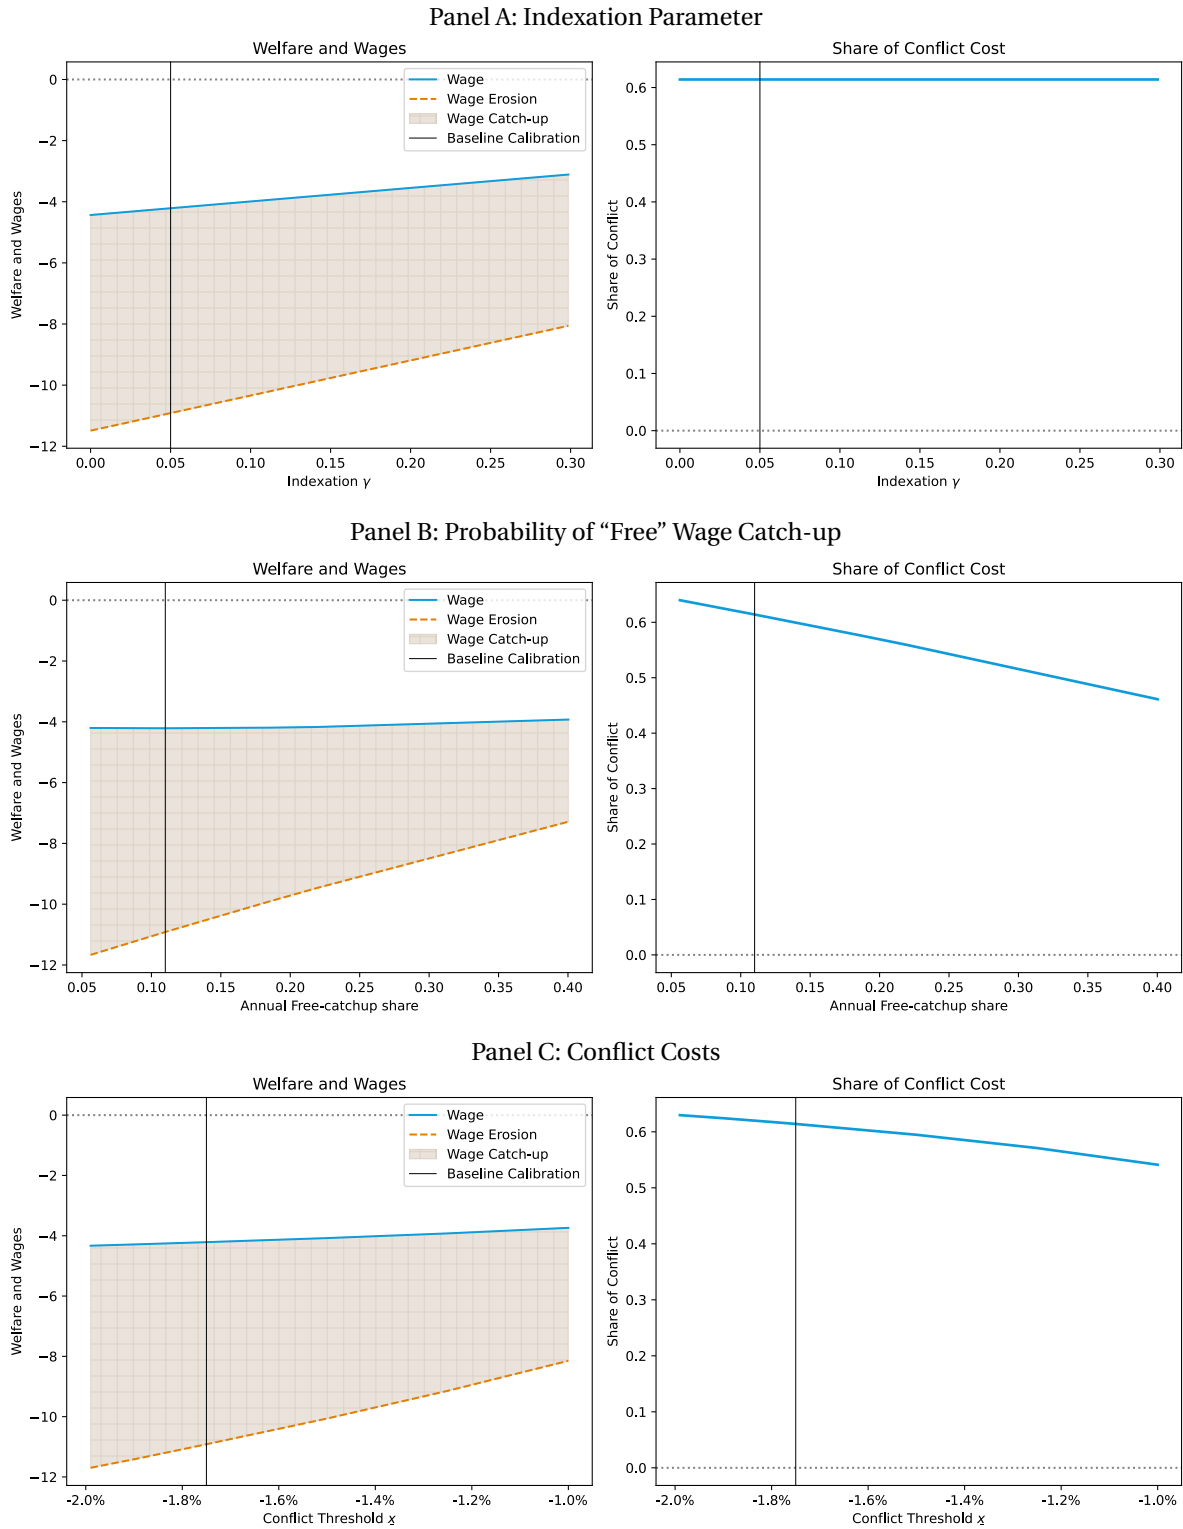 Panel A: Indexation Parameter
Welfare and Wages
Welfare and Wages
0
−2
−4
−6
−8
−10
−12
Wage
Wage Erosion
Wage Catch-up
Baseline Calibration
0.00 0.05 0.10 0.15 0.20 0.25 0.30
Indexation γ
Share of Conflict Cost
Share of Conflict
0.6
0.5
0.4
0.3
0.2
0.1
0.0
0.00 0.05 0.10 0.15 0.20 0.25 0.30
Indexation γ
Panel B: Probability of “Free” Wage Catch-up
Welfare and Wages
Welfare and Wages
0
−2
−4
−6
−8
−10
−12
Wage
Wage Erosion
Wage Catch-up
Baseline Calibration
0.05 0.10 0.15 0.20 0.25 0.30 0.35 0.40
Annual Free-catchup share
Share of Conflict Cost
Share of Conflict
0.6
0.5
0.4
0.3
0.2
0.1
0.0
0.05 0.10 0.15 0.20 0.25 0.30 0.35 0.40
Annual Free-catchup share
Panel C: Conflict Costs
Welfare and Wages
Welfare and Wages
0
−2
−4
−6
−8
−10
−12
Wage
Wage Erosion
Wage Catch-up
Baseline Calibration
-2.0% -1.8% -1.6% -1.4% -1.2% -1.0%
Conflict Threshold x̲
Share of Conflict Cost
Share of Conflict
0.6
0.5
0.4
0.3
0.2
0.1
0.0
-2.0% -1.8% -1.6% -1.4% -1.2% -1.0%
Conflict Threshold x̲